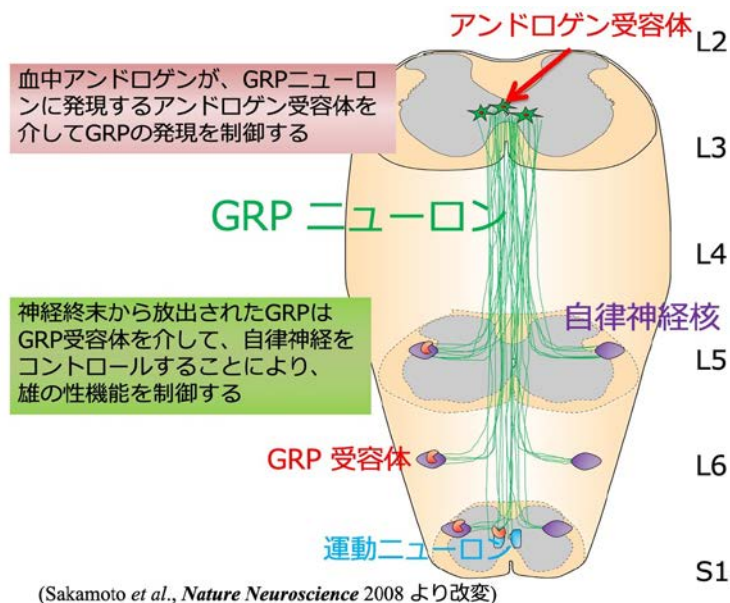 アンドロゲン受容体
L2
血中アンドロゲンが、GRPニューロ
ンに発現するアンドロゲン受容体を
介してGRPの発現を制御する
L3
GRP ニューロン
L4
神経終末から放出されたGRPは
GRP受容体を介して、自律神経を
コントロールすることにより、
雄の性機能を制御する
自律神経核
L5
GRP 受容体
L6
運動ニューロン
S1
(Sakamoto et al., Nature Neuroscience 2008 より改変)